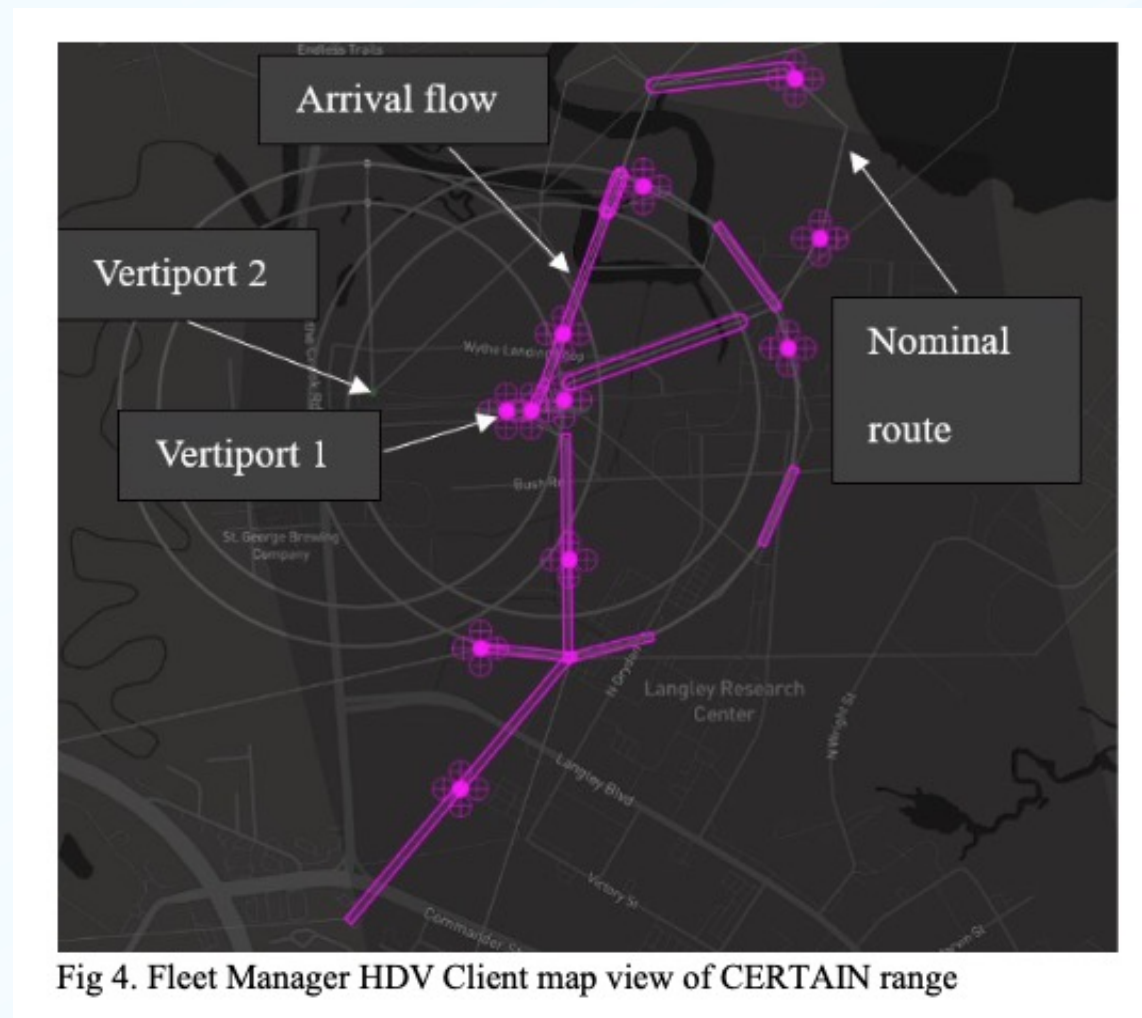 Endless Trails
Arrival flow
Vertiport 2
Nominal
route
Wythe Landing Loop
Vertiport 1
Bush Rd
St. George Brewing
Company
N Dryden
Langley Research
Center
N Wright St
Langley Blvd
Victory St
Commander
Fig 4. Fleet Manager HDV Client map view of CERTAIN range